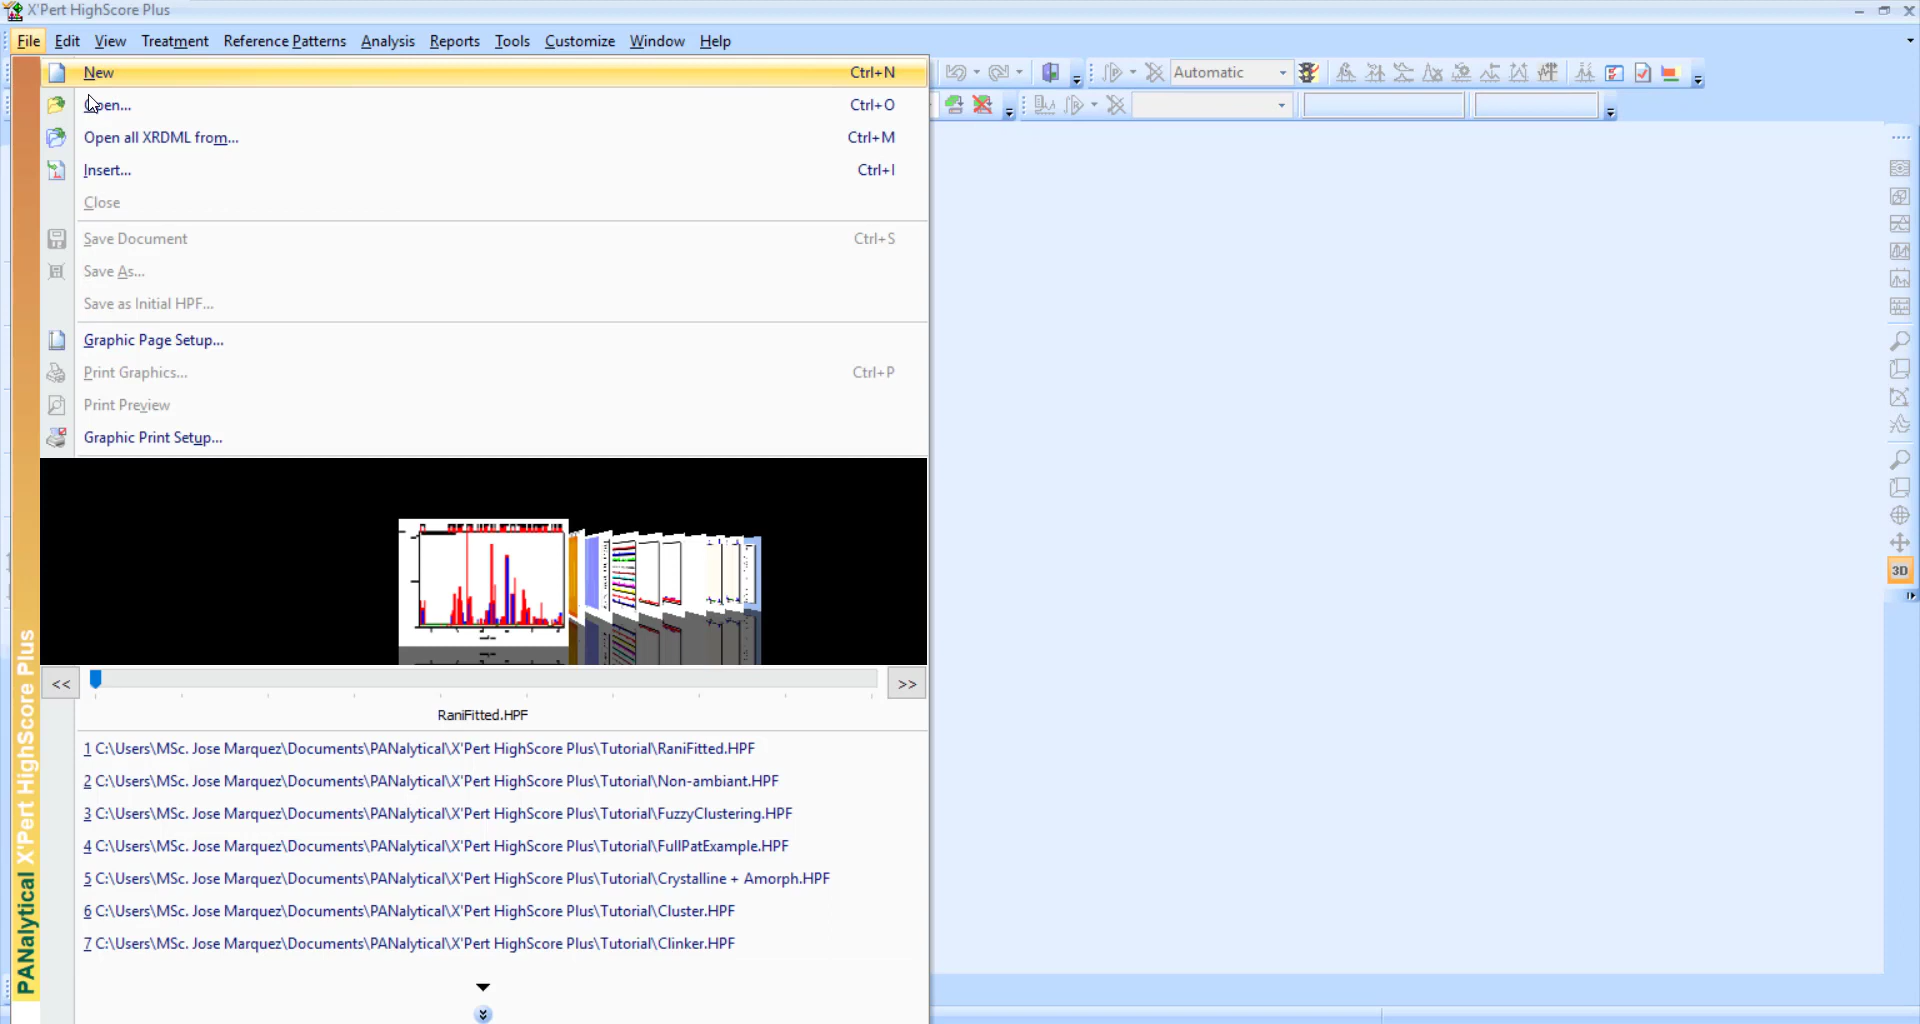 X'Pert HighScore Plus
File Edit View Treatment Reference Patterns Analysis Reports Tools Customize Window Help
New Ctrl+N
Automatic
Open... Ctrl+O
Open all XRDML from... Ctrl+M
Insert... Ctrl+I
Close
Save Document Ctrl+S
Save As...
Save as Initial HPF...
Graphic Page Setup...
Print Graphics... Ctrl+P
Print Preview
Graphic Print Setup...
3D
<< >>
RaniFitted.HPF
1 C:\Users\MSc. Jose Marquez\Documents\PANalytical\X'Pert HighScore Plus\Tutorial\RaniFitted.HPF
2 C:\Users\MSc. Jose Marquez\Documents\PANalytical\X'Pert HighScore Plus\Tutorial\Non-ambiant.HPF
3 C:\Users\MSc. Jose Marquez\Documents\PANalytical\X'Pert HighScore Plus\Tutorial\FuzzyClustering.HPF
4 C:\Users\MSc. Jose Marquez\Documents\PANalytical\X'Pert HighScore Plus\Tutorial\FullPatExample.HPF
5 C:\Users\MSc. Jose Marquez\Documents\PANalytical\X'Pert HighScore Plus\Tutorial\Crystalline + Amorph.HPF
6 C:\Users\MSc. Jose Marquez\Documents\PANalytical\X'Pert HighScore Plus\Tutorial\Cluster.HPF
7 C:\Users\MSc. Jose Marquez\Documents\PANalytical\X'Pert HighScore Plus\Tutorial\Clinker.HPF
PANalytical X'Pert HighScore Plus